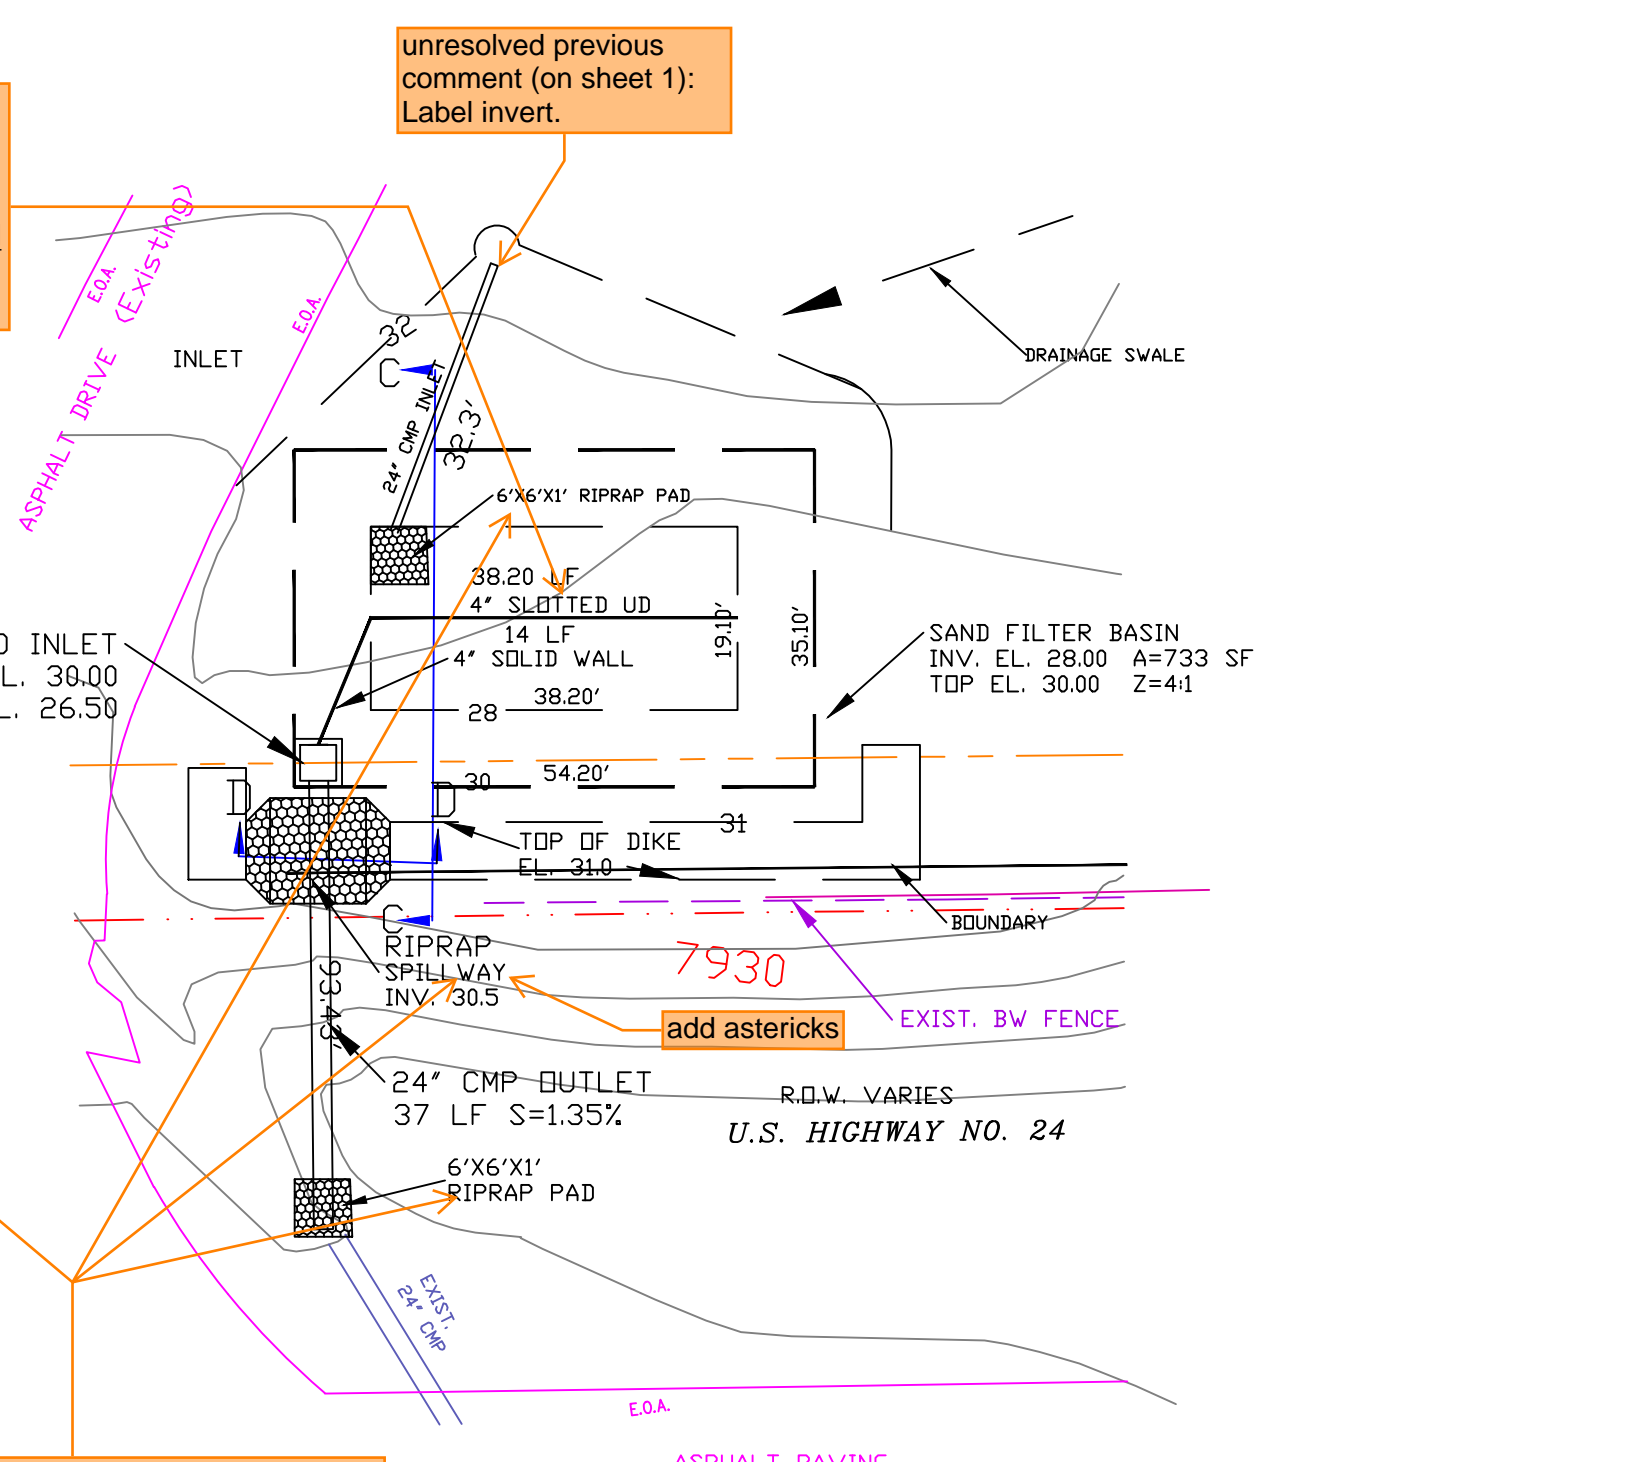 unresolved previous
comment (on sheet 1):
Label invert.
ASPHALT DRIVE (Existing)
E.O.A.
E.O.A.
INLET
32
C
24" CMP INLET
32.3'
DRAINAGE SWALE
6'X6'X1' RIPRAP PAD
38.20 LF
4" SLOTTED UD
14 LF
4" SOLID WALL
38.20'
28
19.10'
35.10'
SAND FILTER BASIN
INV. EL. 28.00 A=733 SF
TOP EL. 30.00 Z=4:1
O INLET
L. 30.00
L. 26.50
30
54.20'
D
D
31
TOP OF DIKE
EL. 31.0
BOUNDARY
C
RIPRAP
SPILLWAY
INV. 30.5
7930
add astericks
EXIST. BW FENCE
93.43'
24" CMP OUTLET
37 LF S=1.35%
R.O.W. VARIES
U.S. HIGHWAY NO. 24
6'X6'X1'
RIPRAP PAD
EXIST.
24" CMP
E.O.A.
ASPHALT PAVING